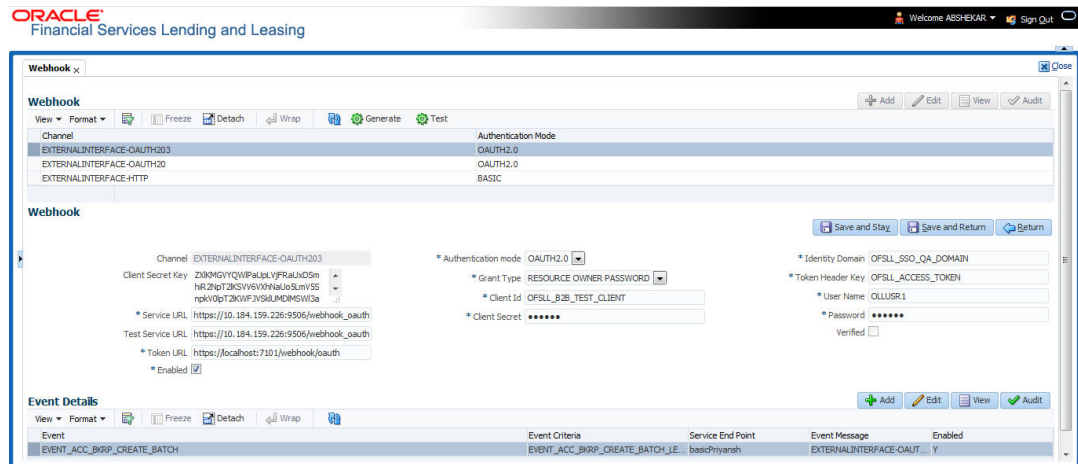 ORACLE®
Financial Services Lending and Leasing
Welcome ABSHEKAR
Sign Out
Webhook x
Close
Webhook
Add Edit View Audit
View Format Freeze Detach Wrap Generate Test
Channel Authentication Mode
EXTERNALINTERFACE-OAUTH203 OAUTH2.0
EXTERNALINTERFACE-OAUTH20 OAUTH2.0
EXTERNALINTERFACE-HTTP BASIC
Webhook
Save and Stay Save and Return Return
Channel EXTERNALINTERFACE-OAUTH203
* Authentication mode OAUTH2.0
* Identity Domain OFSLL_SSO_QA_DOMAIN
Client Secret Key
* Grant Type RESOURCE OWNER PASSWORD
* Token Header Key OFSLL_ACCESS_TOKEN
* Client Id OFSLL_B2B_TEST_CLIENT
* User Name OLLUSR1
* Service URL https://10.184.159.226:9506/webhook_oauth
* Client Secret ●●●●●●
* Password ●●●●●●
Test Service URL https://10.184.159.226:9506/webhook_oauth
Verified
* Token URL https://localhost:7101/webhook/oauth
* Enabled
Event Details
Add Edit View Audit
View Format Freeze Detach Wrap
Event Event Criteria Service End Point Event Message Enabled
EVENT_ACC_BKRP_CREATE_BATCH EVENT_ACC_BKRP_CREATE_BATCH_LE... basicPriyansh EXTERNALINTERFACE-OAUT... Y